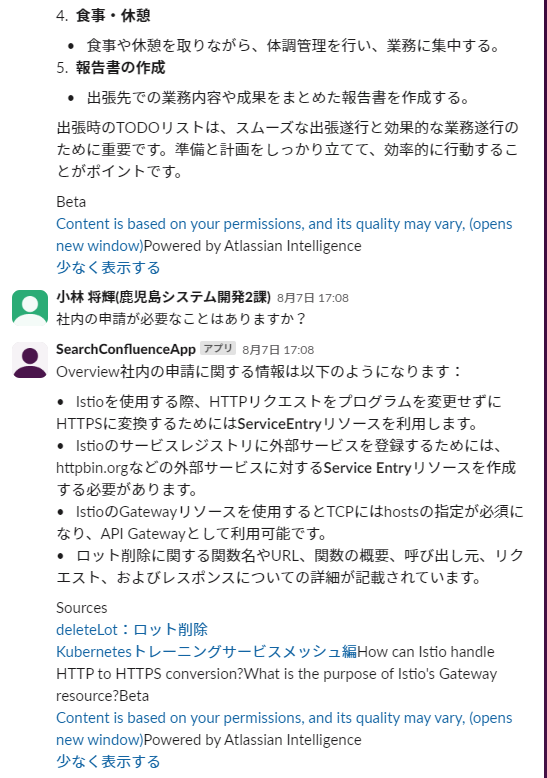 4. 食事・休憩
• 食事や休憩を取りながら、体調管理を行い、業務に集中する。
5. 報告書の作成
• 出張先での業務内容や成果をまとめた報告書を作成する。
出張時のTODOリストは、スムーズな出張遂行と効果的な業務遂行の
ために重要です。準備と計画をしっかり立てて、効率的に行動するこ
とがポイントです。
Beta
Content is based on your permissions, and its quality may vary, (opens
new window)Powered by Atlassian Intelligence
少なく表示する
小林 将輝(鹿児島システム開発2課) 8月7日 17:08
社内の申請が必要なことはありますか？
SearchConfluenceApp アプリ 8月7日 17:08
Overview社内の申請に関する情報は以下のようになります：
• Istioを使用する際、HTTPリクエストをプログラムを変更せずに
HTTPSに変換するためにはServiceEntryリソースを利用します。
• Istioのサービスレジストリに外部サービスを登録するためには、
httpbin.orgなどの外部サービスに対するService Entryリソースを作成
する必要があります。
• IstioのGatewayリソースを使用するとTCPにはhostsの指定が必須に
なり、API Gatewayとして利用可能です。
• ロット削除に関する関数名やURL、関数の概要、呼び出し元、リク
エスト、およびレスポンスについての詳細が記載されています。
Sources
deleteLot：ロット削除
Kubernetesトレーニングサービスメッシュ編How can Istio handle
HTTP to HTTPS conversion?What is the purpose of Istio's Gateway
resource?Beta
Content is based on your permissions, and its quality may vary, (opens
new window)Powered by Atlassian Intelligence
少なく表示する